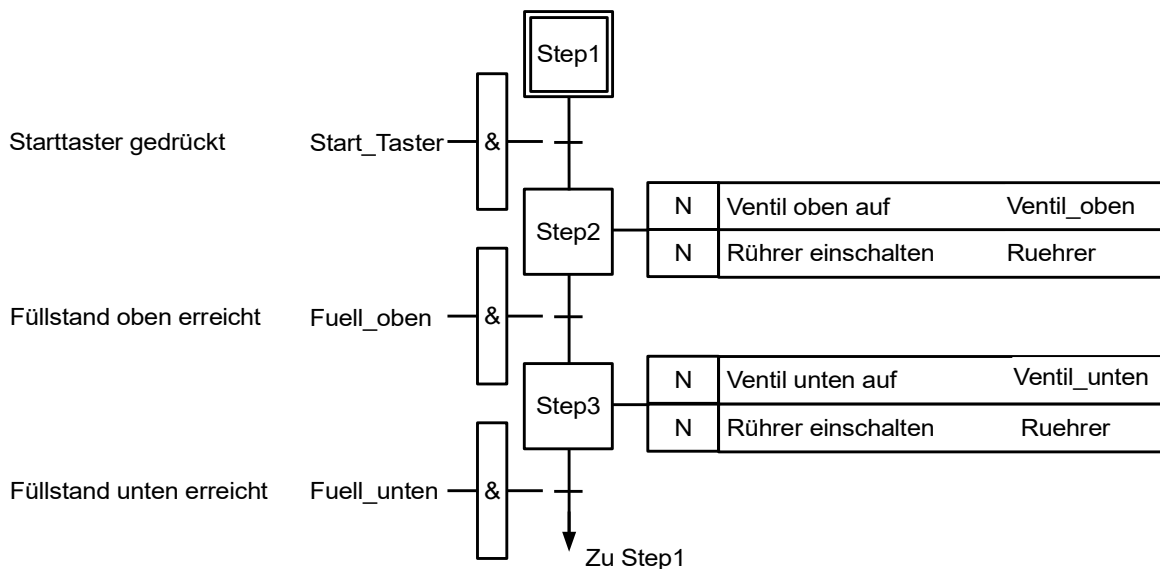 Step1
Starttaster gedrückt Start_Taster &
Step2 N Ventil oben auf Ventil_oben
N Rührer einschalten Ruehrer
Füllstand oben erreicht Fuell_oben &
Step3 N Ventil unten auf Ventil_unten
N Rührer einschalten Ruehrer
Füllstand unten erreicht Fuell_unten &
Zu Step1